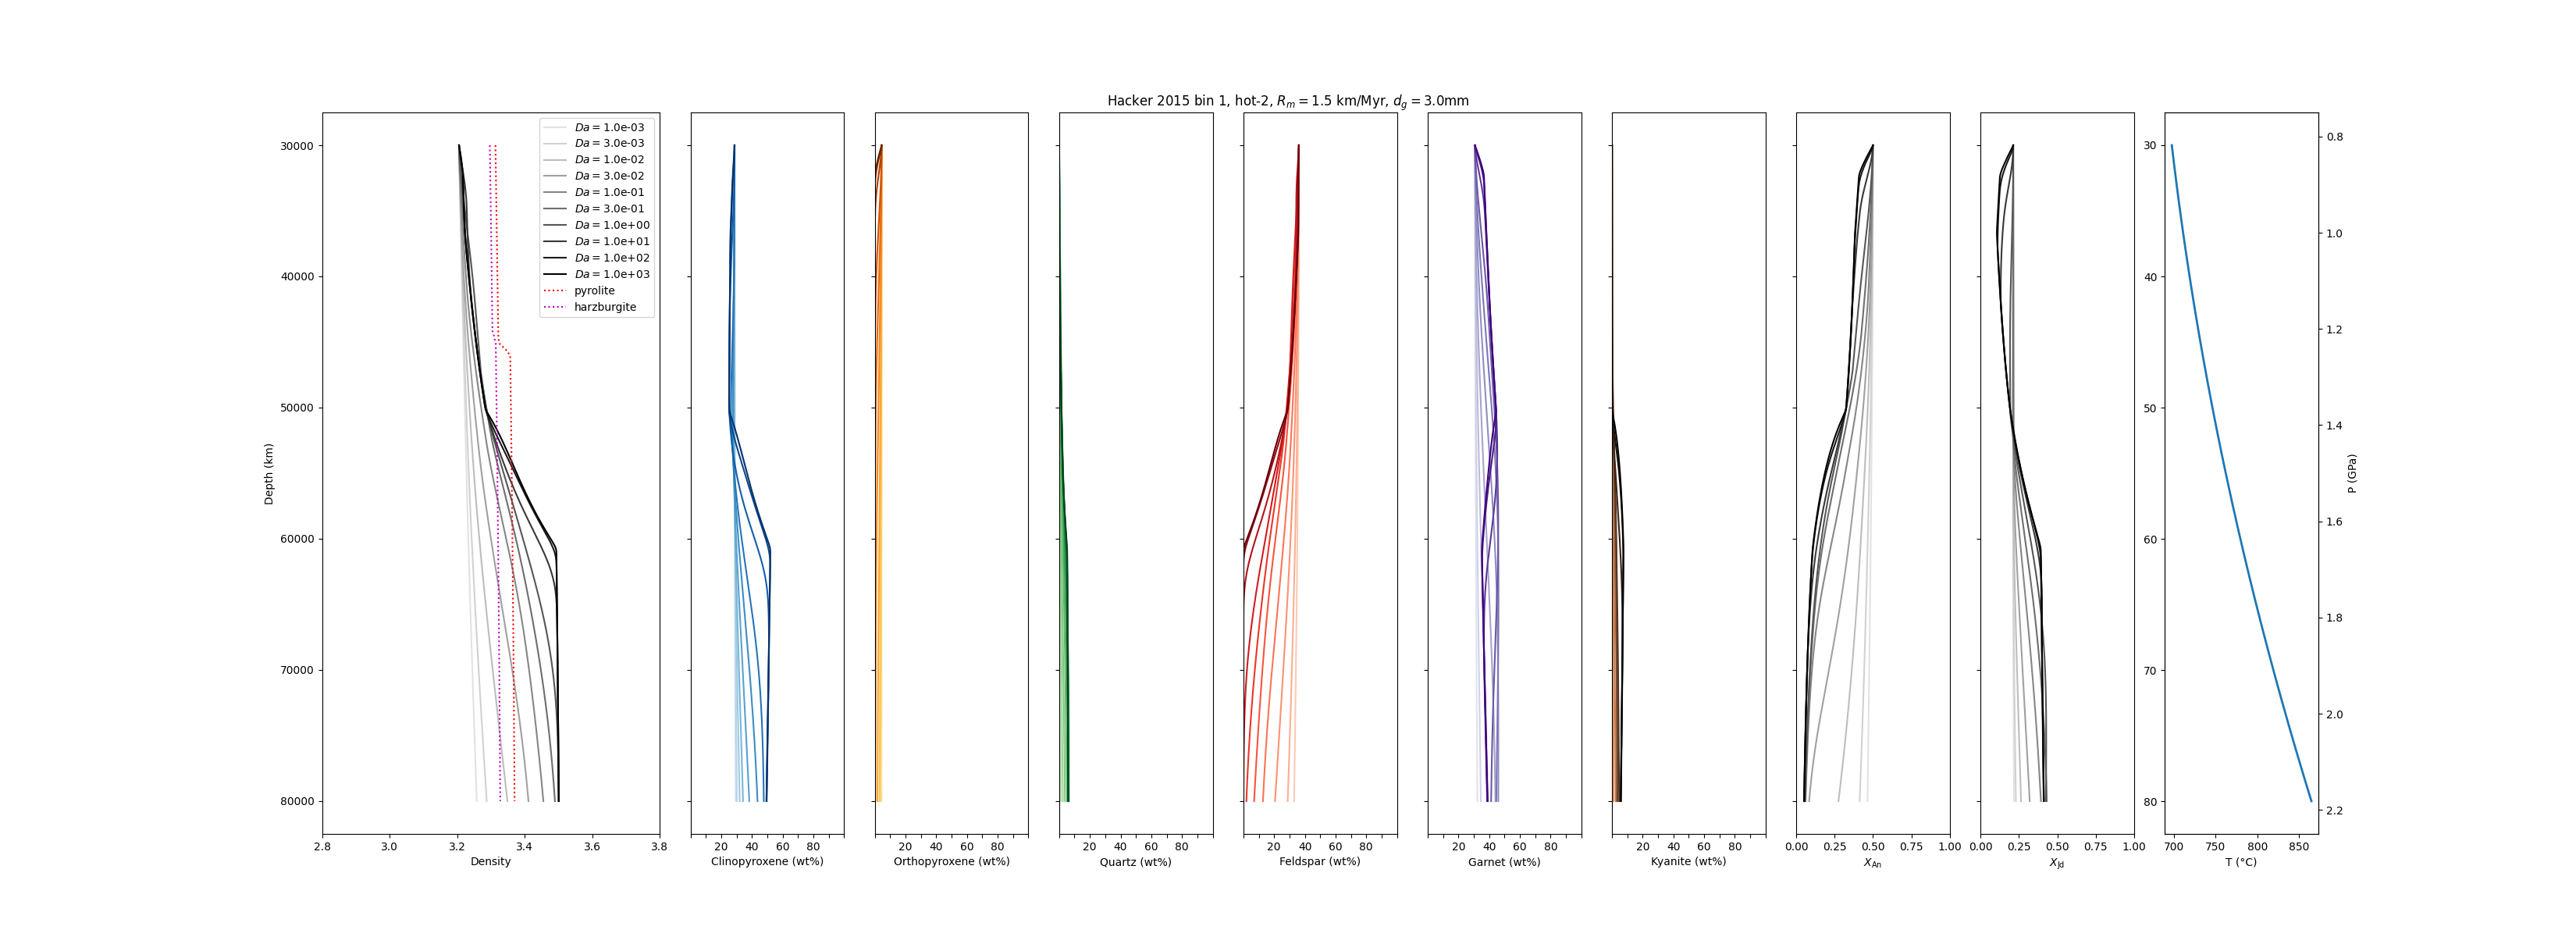 Hacker 2015 bin 1, hot-2, Rm = 1.5 km/Myr, dg = 3.0mm
Da = 1.0e-03
Da = 3.0e-03
Da = 1.0e-02
Da = 3.0e-02
Da = 1.0e-01
Da = 3.0e-01
Da = 1.0e+00
Da = 1.0e+01
Da = 1.0e+02
Da = 1.0e+03
pyrolite
harzburgite
Depth (km)
30000
40000
50000
60000
70000
80000
2.8 3.0 3.2 3.4 3.6 3.8
Density
20 40 60 80
Clinopyroxene (wt%)
20 40 60 80
Orthopyroxene (wt%)
20 40 60 80
Quartz (wt%)
20 40 60 80
Feldspar (wt%)
20 40 60 80
Garnet (wt%)
20 40 60 80
Kyanite (wt%)
0.00 0.25 0.50 0.75 1.00
XAn
0.00 0.25 0.50 0.75 1.00
XJd
30
40
50
60
70
80
700 750 800 850
T (°C)
0.8
1.0
1.2
1.4
1.6
1.8
2.0
2.2
P (GPa)